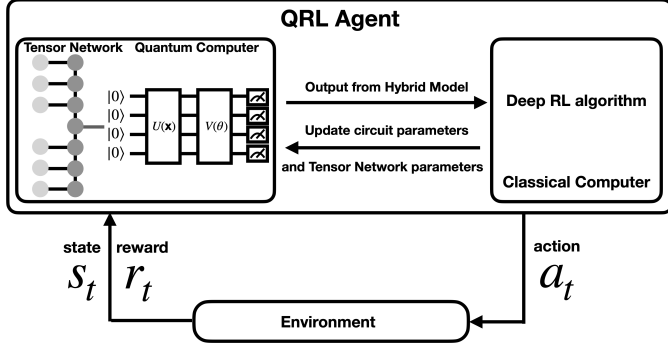 QRL Agent
Tensor Network Quantum Computer
|0⟩
|0⟩
|0⟩
|0⟩
U(x) V(θ)
Output from Hybrid Model
Update circuit parameters
and Tensor Network parameters
Deep RL algorithm
Classical Computer
state reward
s_t r_t
action
a_t
Environment